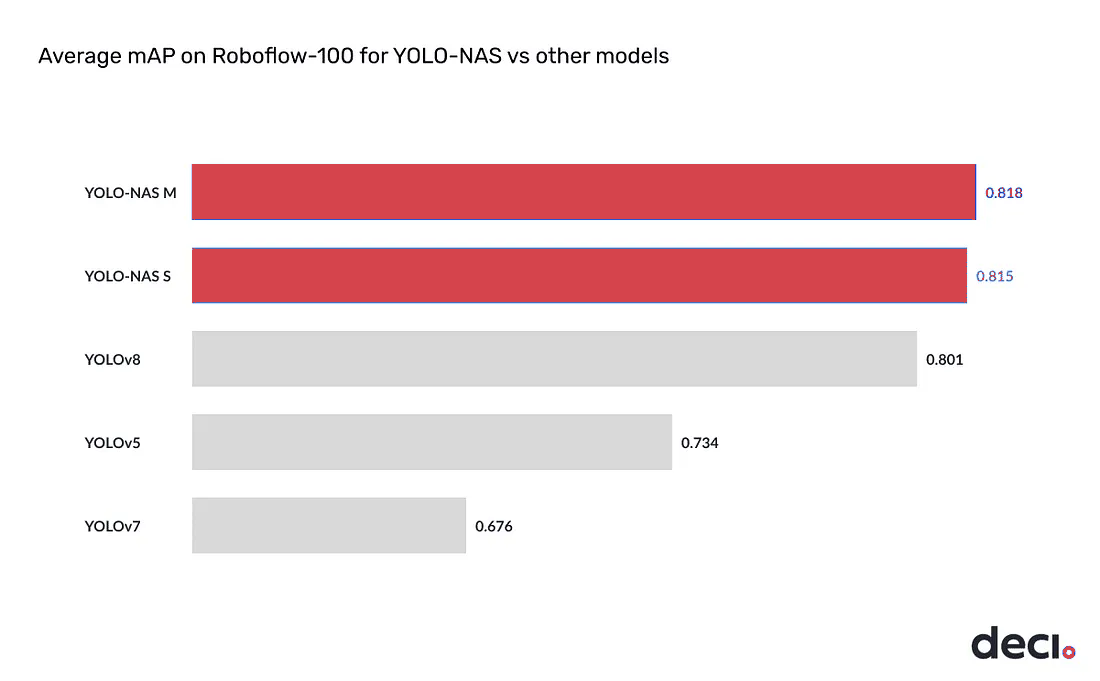 Average mAP on Roboflow-100 for YOLO-NAS vs other models
YOLO-NAS M 0.818
YOLO-NAS S 0.815
YOLOv8 0.801
YOLOv5 0.734
YOLOv7 0.676
deci.